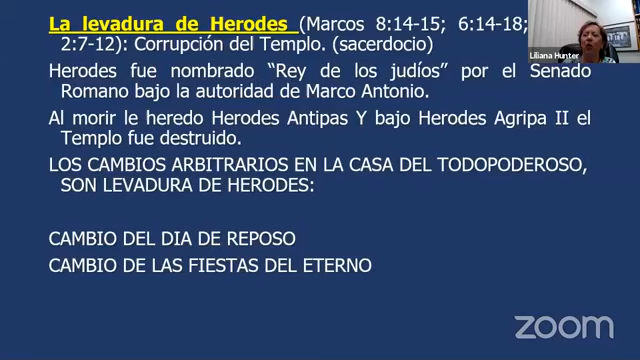 La levadura de Herodes (Marcos 8:14-15; 6:14-18;
2:7-12): Corrupción del Templo. (sacerdocio)
Herodes fue nombrado “Rey de los judíos” por el Senado
Romano bajo la autoridad de Marco Antonio.
Al morir le heredo Herodes Antipas Y bajo Herodes Agripa II el
Templo fue destruido.
LOS CAMBIOS ARBITRARIOS EN LA CASA DEL TODOPODEROSO,
SON LEVADURA DE HERODES:
CAMBIO DEL DIA DE REPOSO
CAMBIO DE LAS FIESTAS DEL ETERNO
Liliana Hunter
zoom